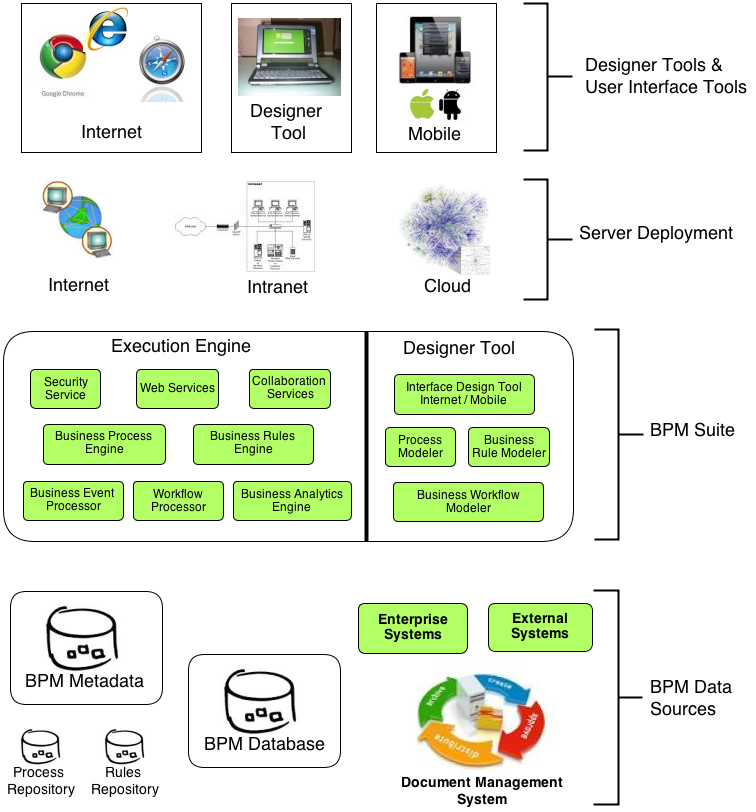 Google Chrome
Internet
Designer
Tool
Mobile
Designer Tools &
User Interface Tools
Internet
Intranet
Cloud
Server Deployment
Execution Engine
Designer Tool
Security
Service
Web Services
Collaboration
Services
Interface Design Tool
Internet / Mobile
Business Process
Engine
Business Rules
Engine
Process
Modeler
Business
Rule Modeler
BPM Suite
Business Event
Processor
Workflow
Processor
Business Analytics
Engine
Business Workflow
Modeler
BPM Metadata
BPM Database
Enterprise
Systems
External
Systems
archive
create
approve
distribute
BPM Data
Sources
Process
Repository
Rules
Repository
Document Management
System